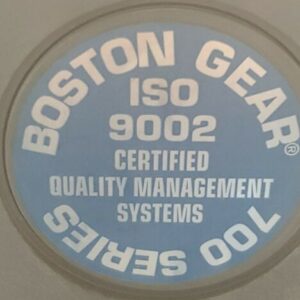 BOSTON GEAR®
ISO
9002
CERTIFIED
QUALITY MANAGEMENT
SYSTEMS
700 SERIES